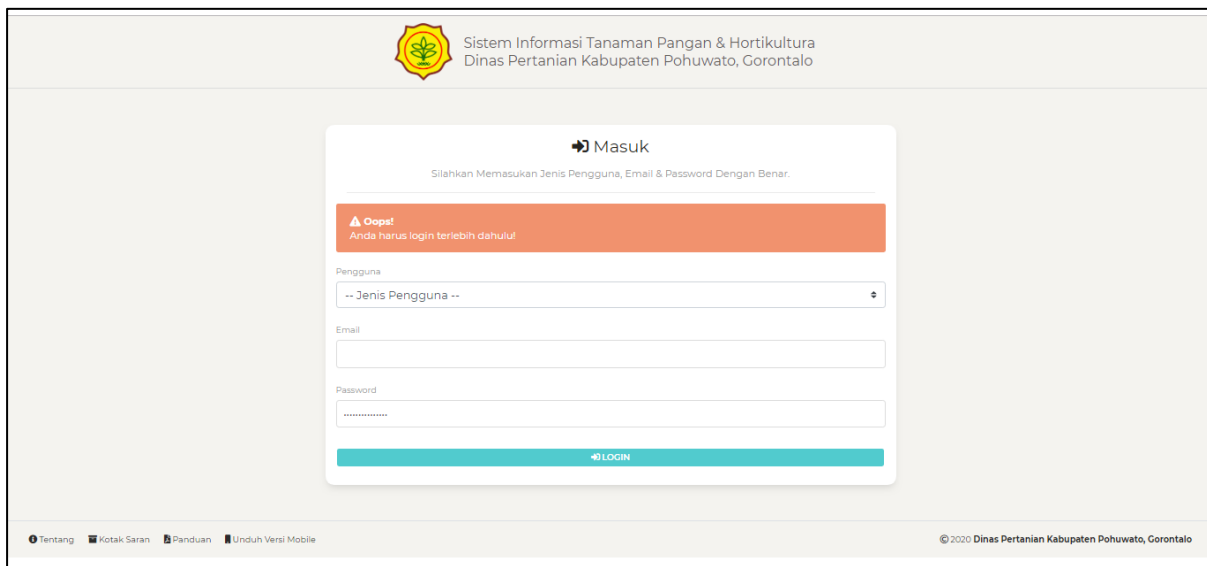 Sistem Informasi Tanaman Pangan & Hortikultura
Dinas Pertanian Kabupaten Pohuwato, Gorontalo
Masuk
Silahkan Memasukan Jenis Pengguna, Email & Password Dengan Benar.
Oops!
Anda harus login terlebih dahulu!
Pengguna
-- Jenis Pengguna --
Email
Password
LOGIN
Tentang Kotak Saran Panduan Unduh Versi Mobile
© 2020 Dinas Pertanian Kabupaten Pohuwato, Gorontalo